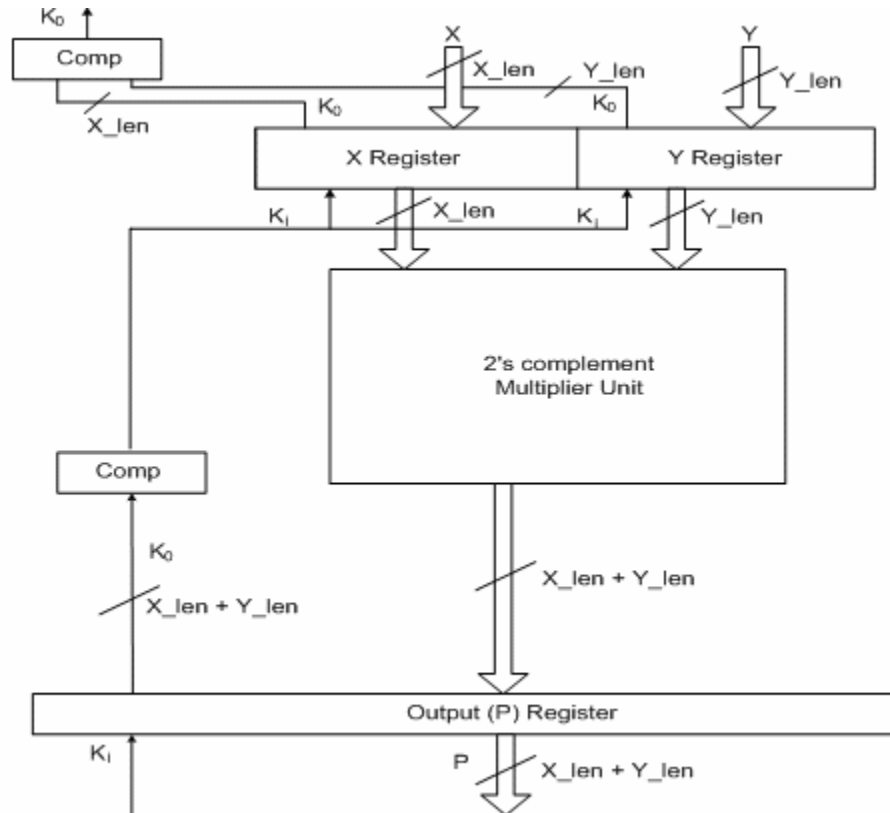 K₀
Comp
X
Y
X_len
Y_len
Y_len
X_len
K₀
K₀
X Register
Y Register
Kᵢ
X_len
Kᵢ
Y_len
2's complement
Multiplier Unit
Comp
K₀
X_len + Y_len
X_len + Y_len
Output (P) Register
Kᵢ
P
X_len + Y_len